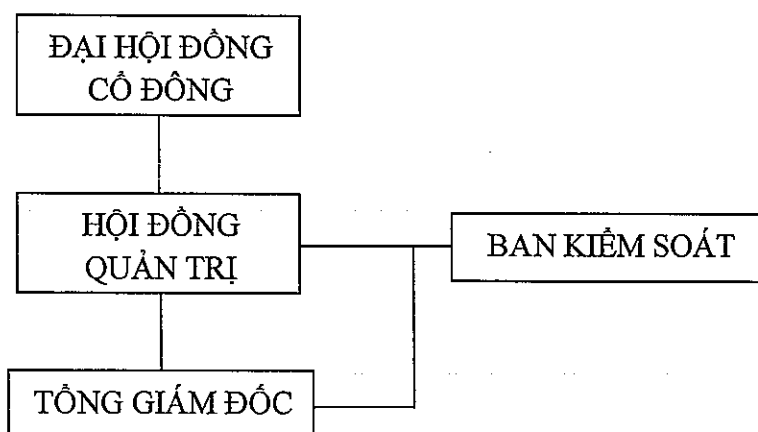 ĐẠI HỘI ĐỒNG
CỔ ĐÔNG
HỘI ĐỒNG
QUẢN TRỊ
BAN KIỂM SOÁT
TỔNG GIÁM ĐỐC